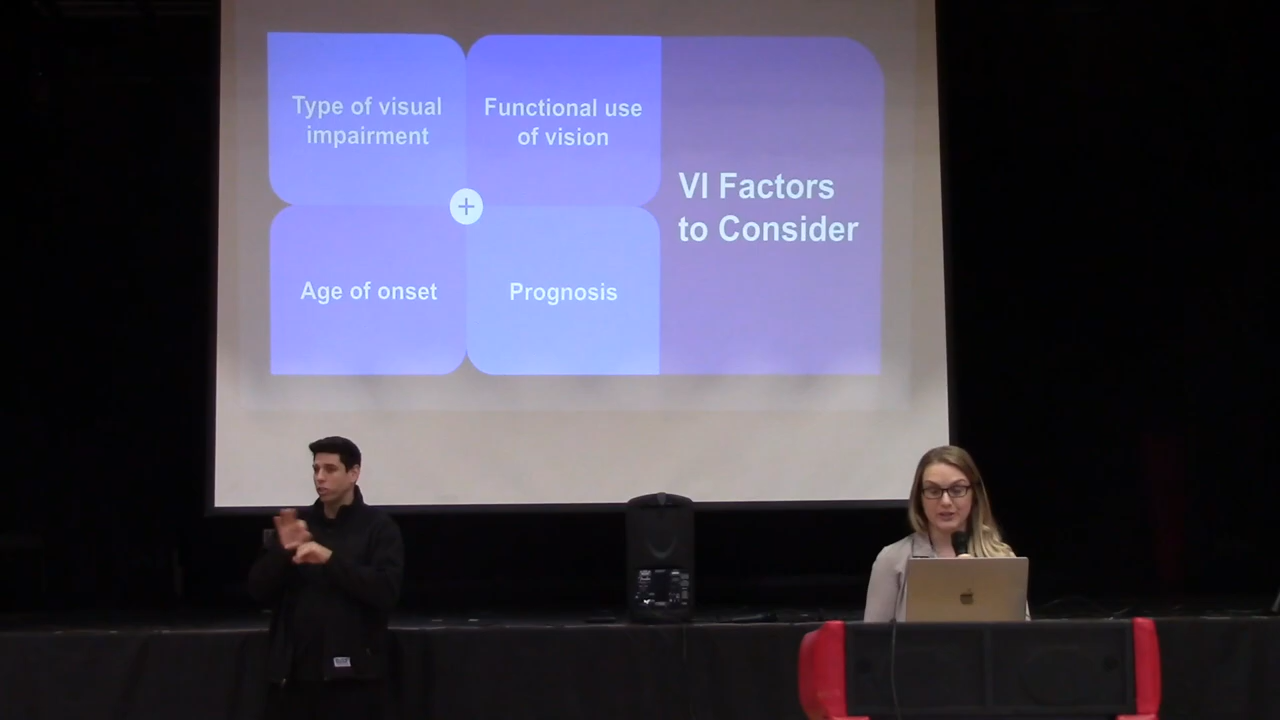 Type of visual
impairment
Functional use
of vision
VI Factors
to Consider
+
Age of onset
Prognosis